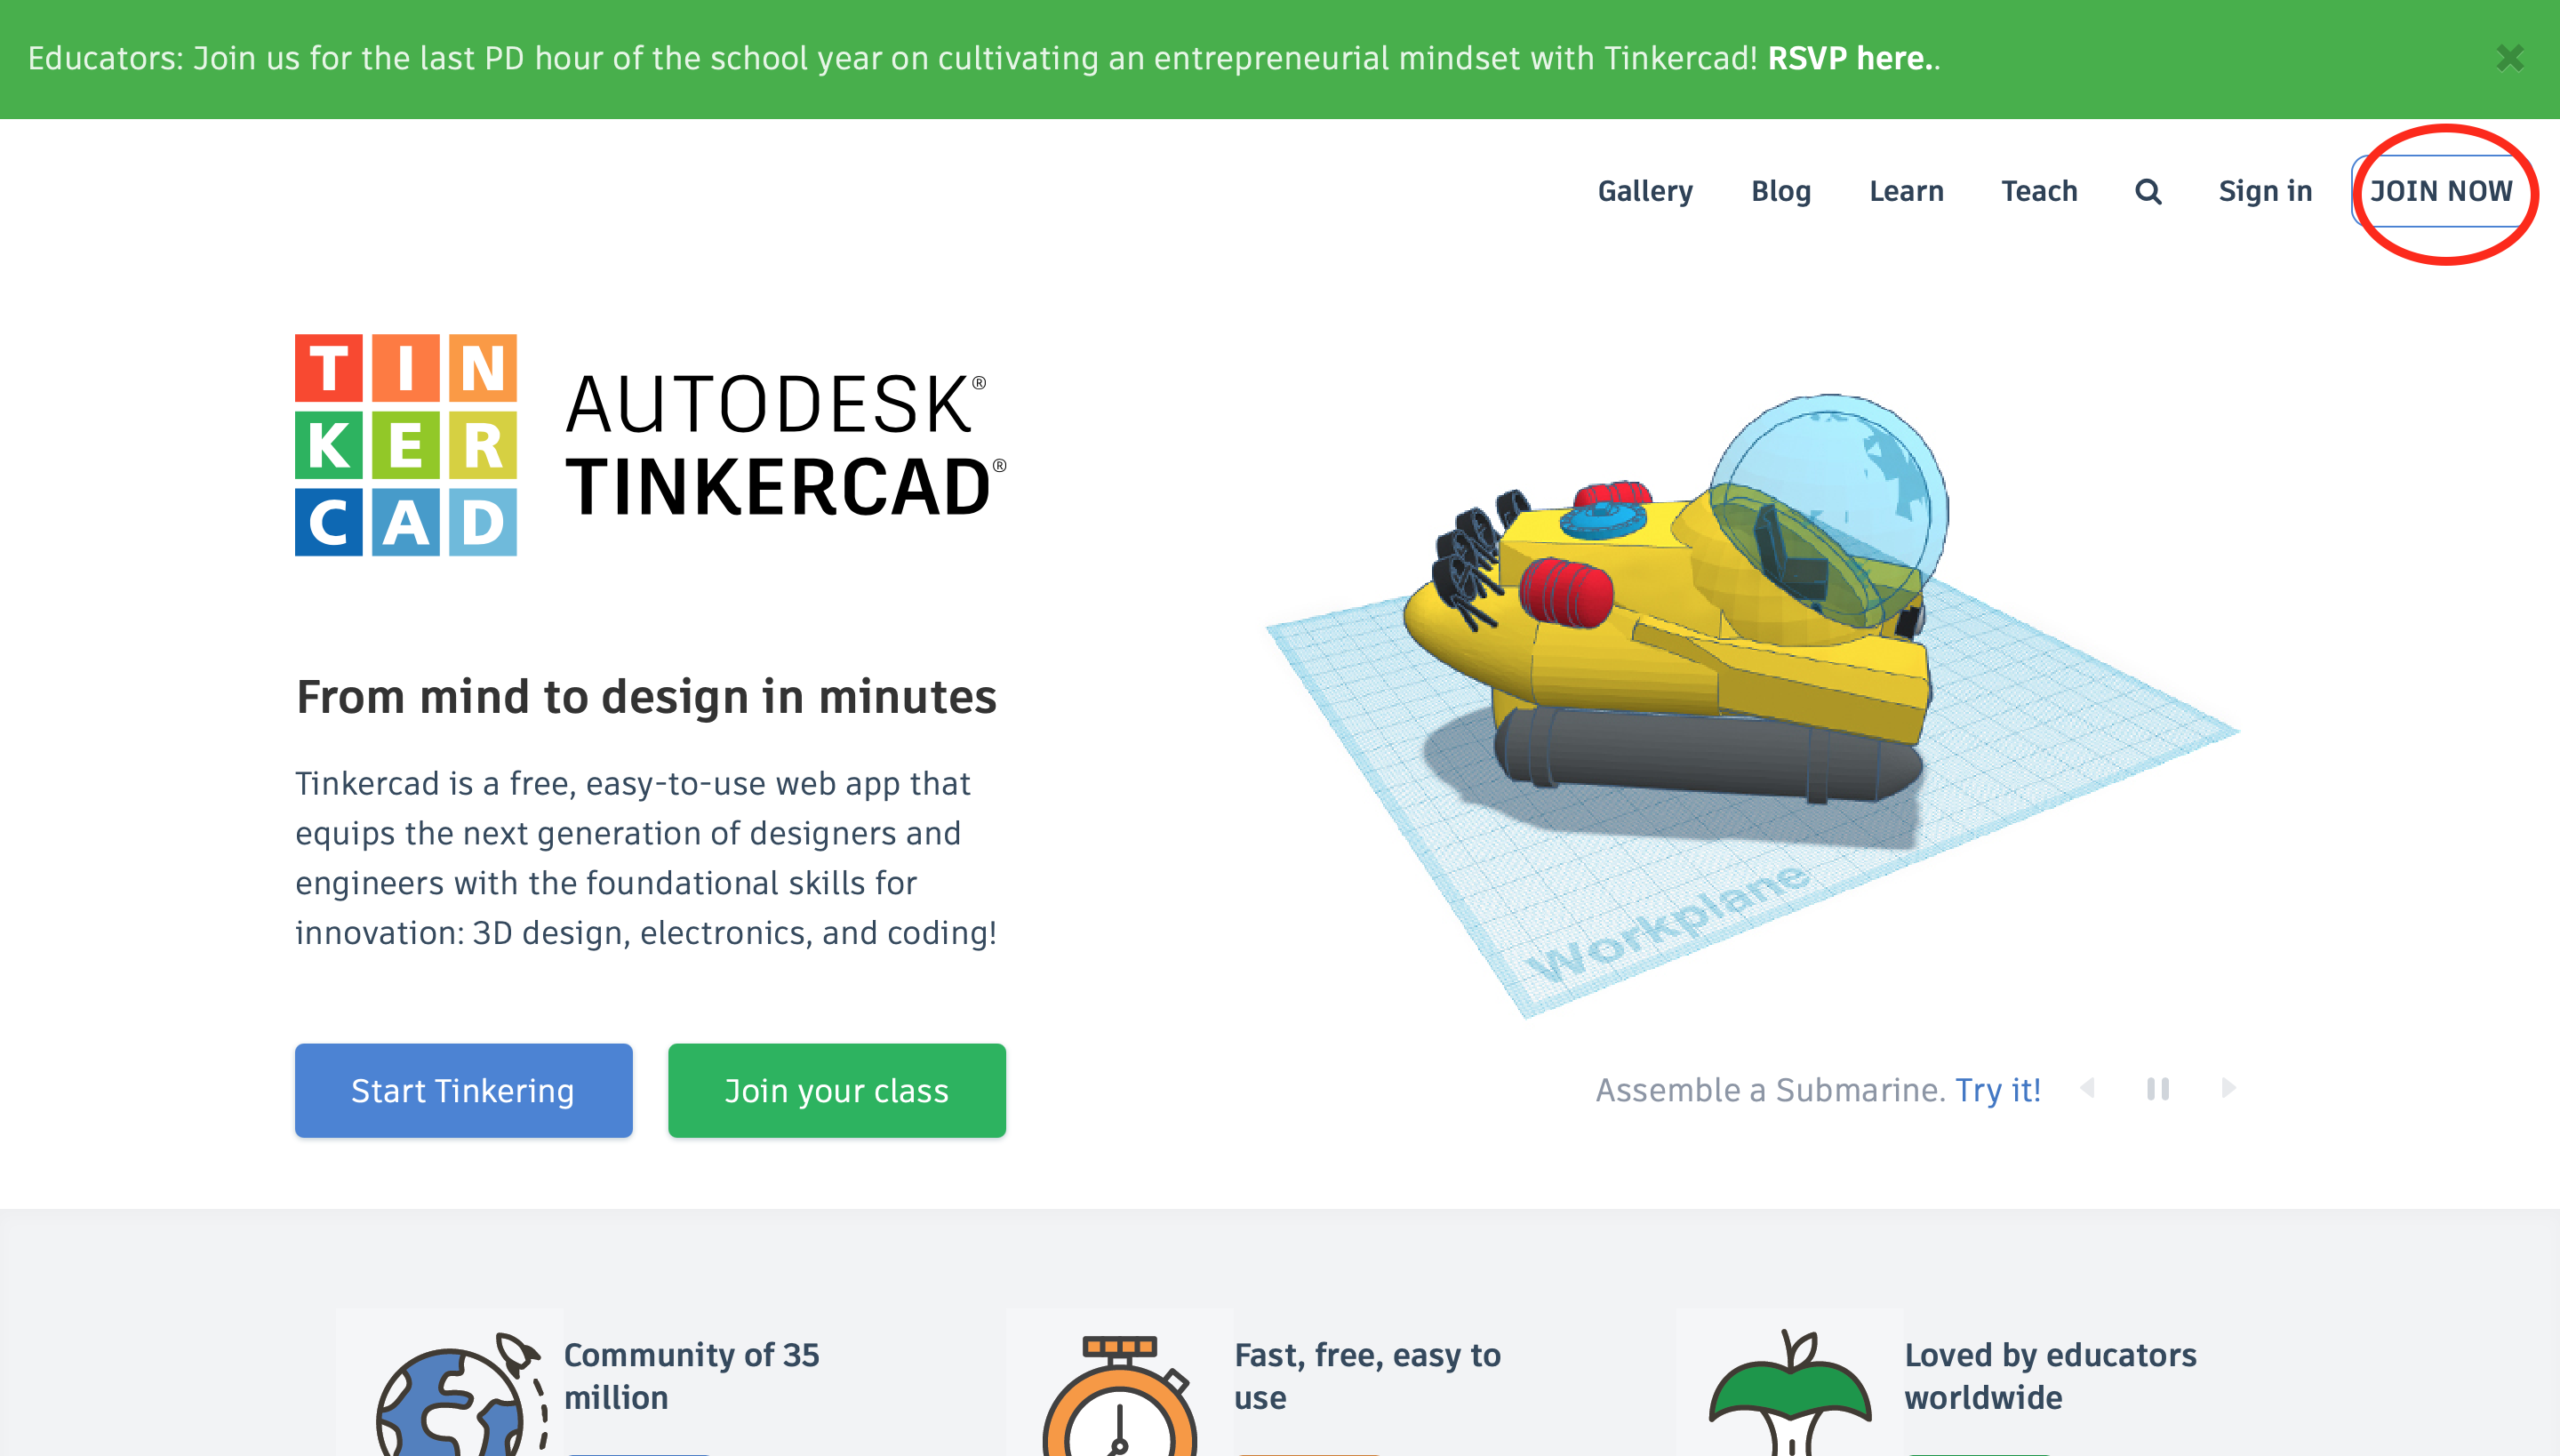 Educators: Join us for the last PD hour of the school year on cultivating an entrepreneurial mindset with Tinkercad! RSVP here..
Gallery Blog Learn Teach Sign in JOIN NOW
TIN
KER
CAD
AUTODESK®
TINKERCAD®
From mind to design in minutes
Tinkercad is a free, easy-to-use web app that
equips the next generation of designers and
engineers with the foundational skills for
innovation: 3D design, electronics, and coding!
Start Tinkering
Join your class
Workplane
Assemble a Submarine. Try it!
Community of 35
million
Fast, free, easy to
use
Loved by educators
worldwide